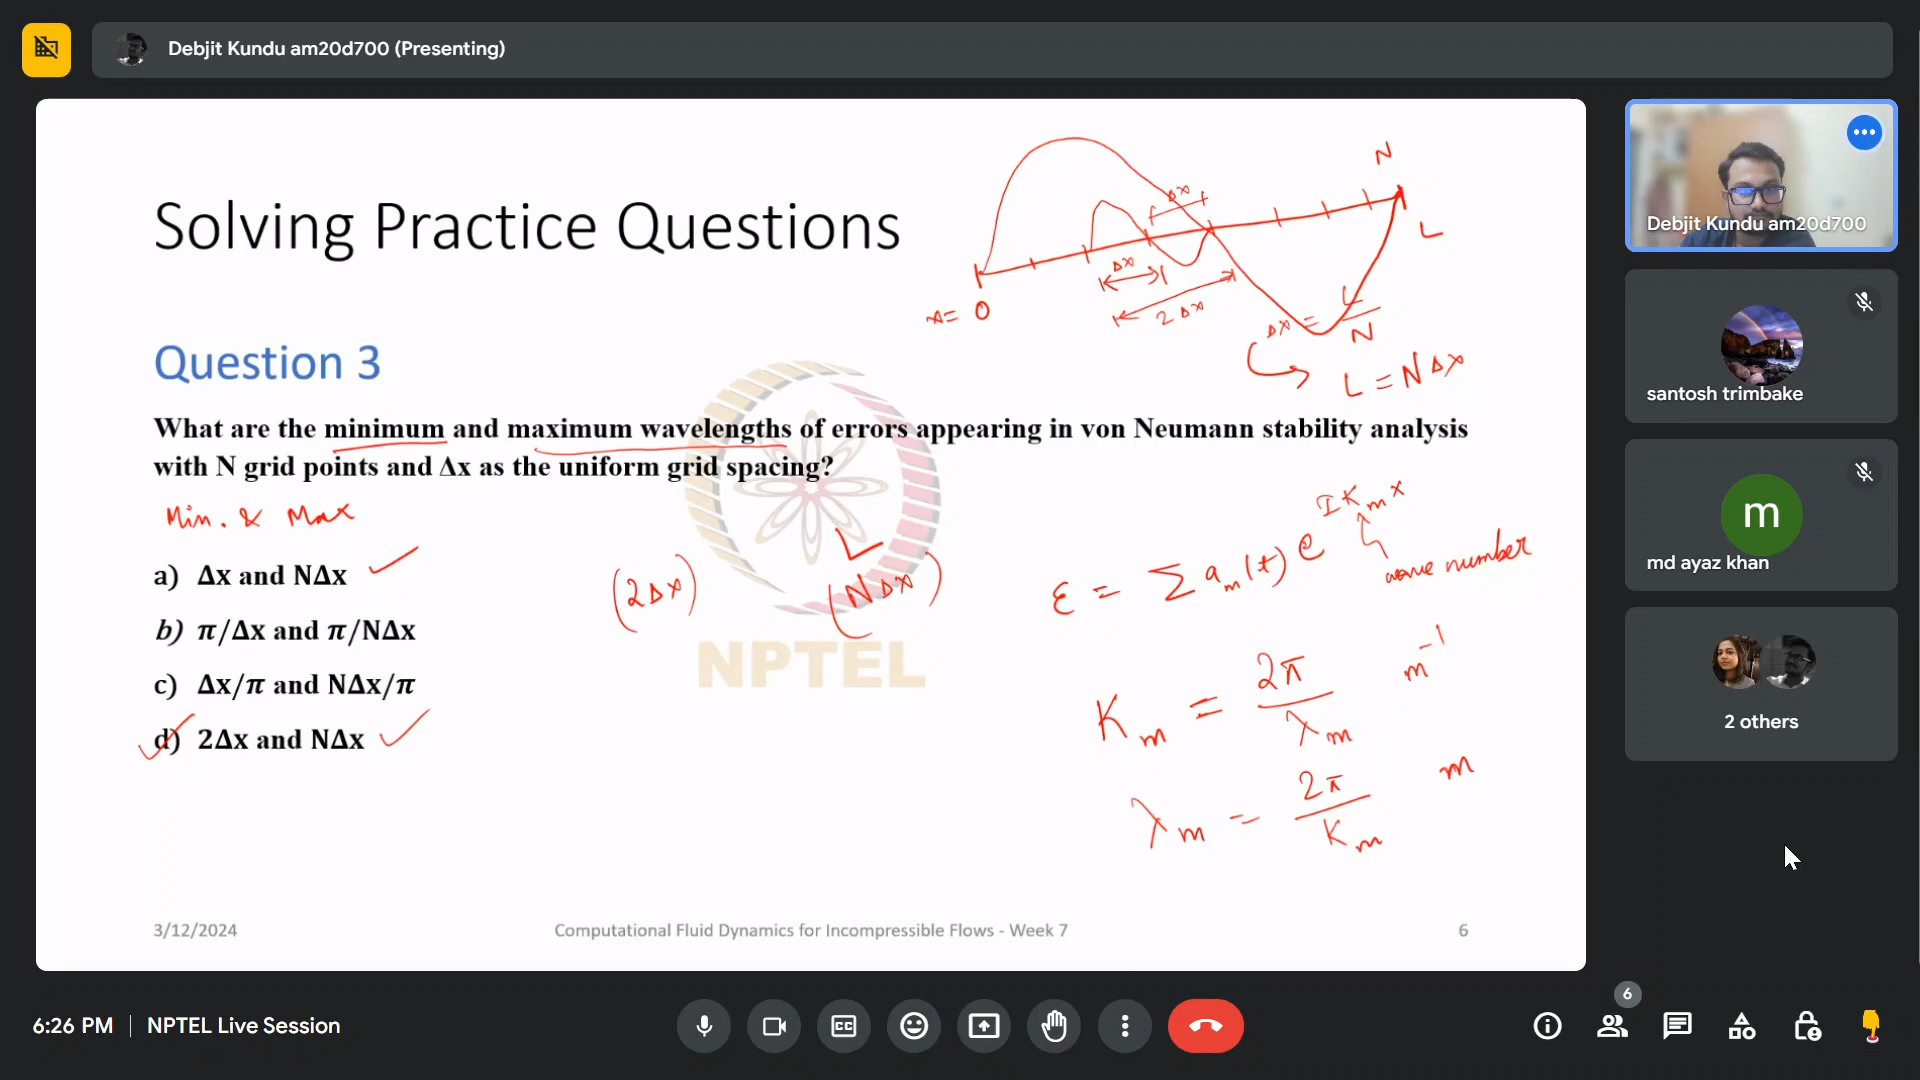 Debjit Kundu am20d700 (Presenting)
Solving Practice Questions
N
Δx
L
Δx
2Δx
x= 0
Δx = L/N
L = NΔx
Question 3
What are the minimum and maximum wavelengths of errors appearing in von Neumann stability analysis
with N grid points and Δx as the uniform grid spacing?
Min. & Max
a) Δx and NΔx
b) π/Δx and π/NΔx
c) Δx/π and NΔx/π
d) 2Δx and NΔx
(2Δx)
L
(NΔx)
ε = Σ a_m(t) e^{I K_m x}
wave number
K_m = 2π/λ_m m^-1
λ_m = 2π/K_m m
NPTEL
3/12/2024
Computational Fluid Dynamics for Incompressible Flows - Week 7
6
Debjit Kundu am20d700
santosh trimbake
m
md ayaz khan
2 others
6:26 PM | NPTEL Live Session
CC
6